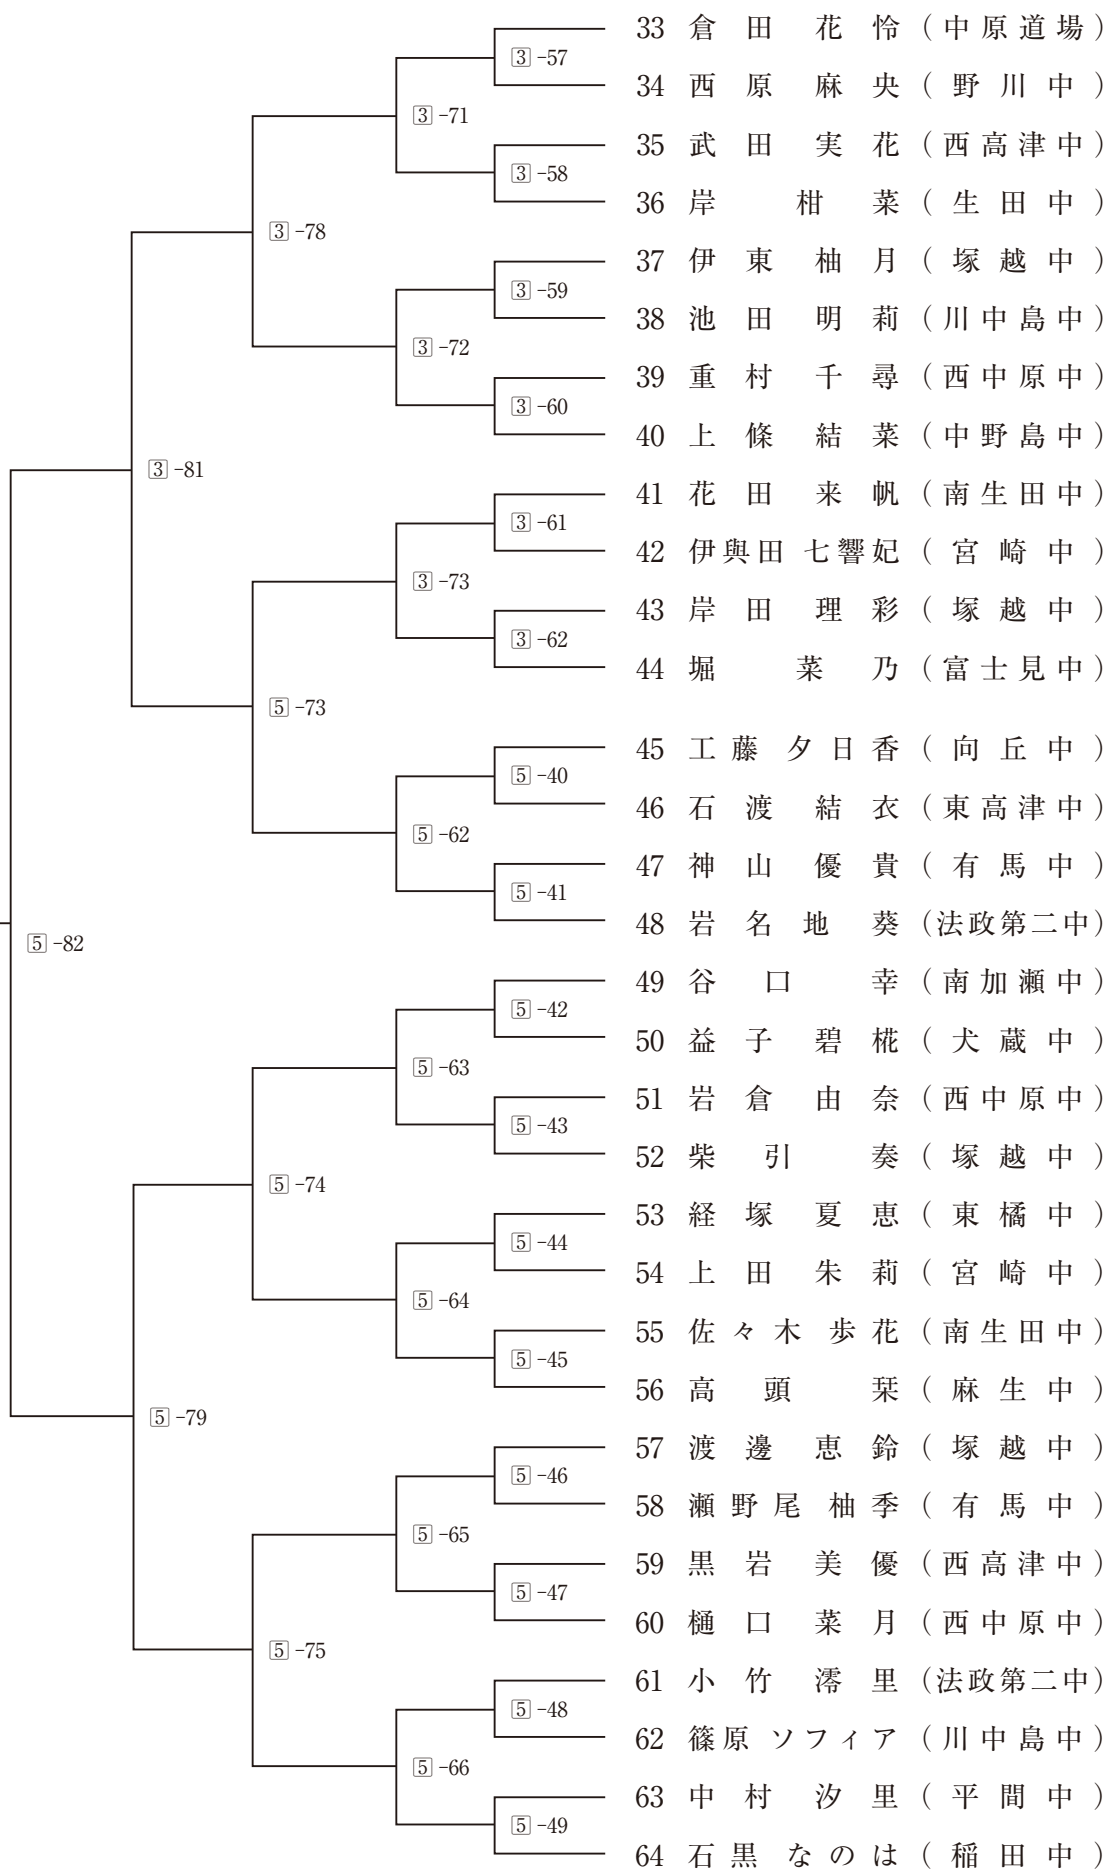 33 倉田 花怜 (中原道場)
3 -57
34 西原 麻央 (野川中)
3 -71
35 武田 実花 (西高津中)
3 -58
36 岸 柑菜 (生田中)
3 -78
37 伊東 柚月 (塚越中)
3 -59
38 池田 明莉 (川中島中)
3 -72
39 重村 千尋 (西中原中)
3 -60
40 上條 結菜 (中野島中)
3 -81
41 花田 来帆 (南生田中)
3 -61
42 伊與田 七響妃 (宮崎中)
3 -73
43 岸田 理彩 (塚越中)
3 -62
44 堀 菜乃 (富士見中)
5 -73
45 工藤 夕日香 (向丘中)
5 -40
46 石渡 結衣 (東高津中)
5 -62
47 神山 優貴 (有馬中)
5 -41
48 岩名地 葵 (法政第二中)
5 -82
49 谷口 幸 (南加瀬中)
5 -42
50 益子 碧椛 (犬蔵中)
5 -63
51 岩倉 由奈 (西中原中)
5 -43
52 柴引 奏 (塚越中)
5 -74
53 経塚 夏恵 (東橘中)
5 -44
54 上田 朱莉 (宮崎中)
5 -64
55 佐々木 歩花 (南生田中)
5 -45
56 高頭 栞 (麻生中)
5 -79
57 渡邊 恵鈴 (塚越中)
5 -46
58 瀬野尾 柚季 (有馬中)
5 -65
59 黒岩 美優 (西高津中)
5 -47
60 樋口 菜月 (西中原中)
5 -75
61 小竹 澪里 (法政第二中)
5 -48
62 篠原 ソフィア (川中島中)
5 -66
63 中村 汐里 (平間中)
5 -49
64 石黒 なのは (稲田中)